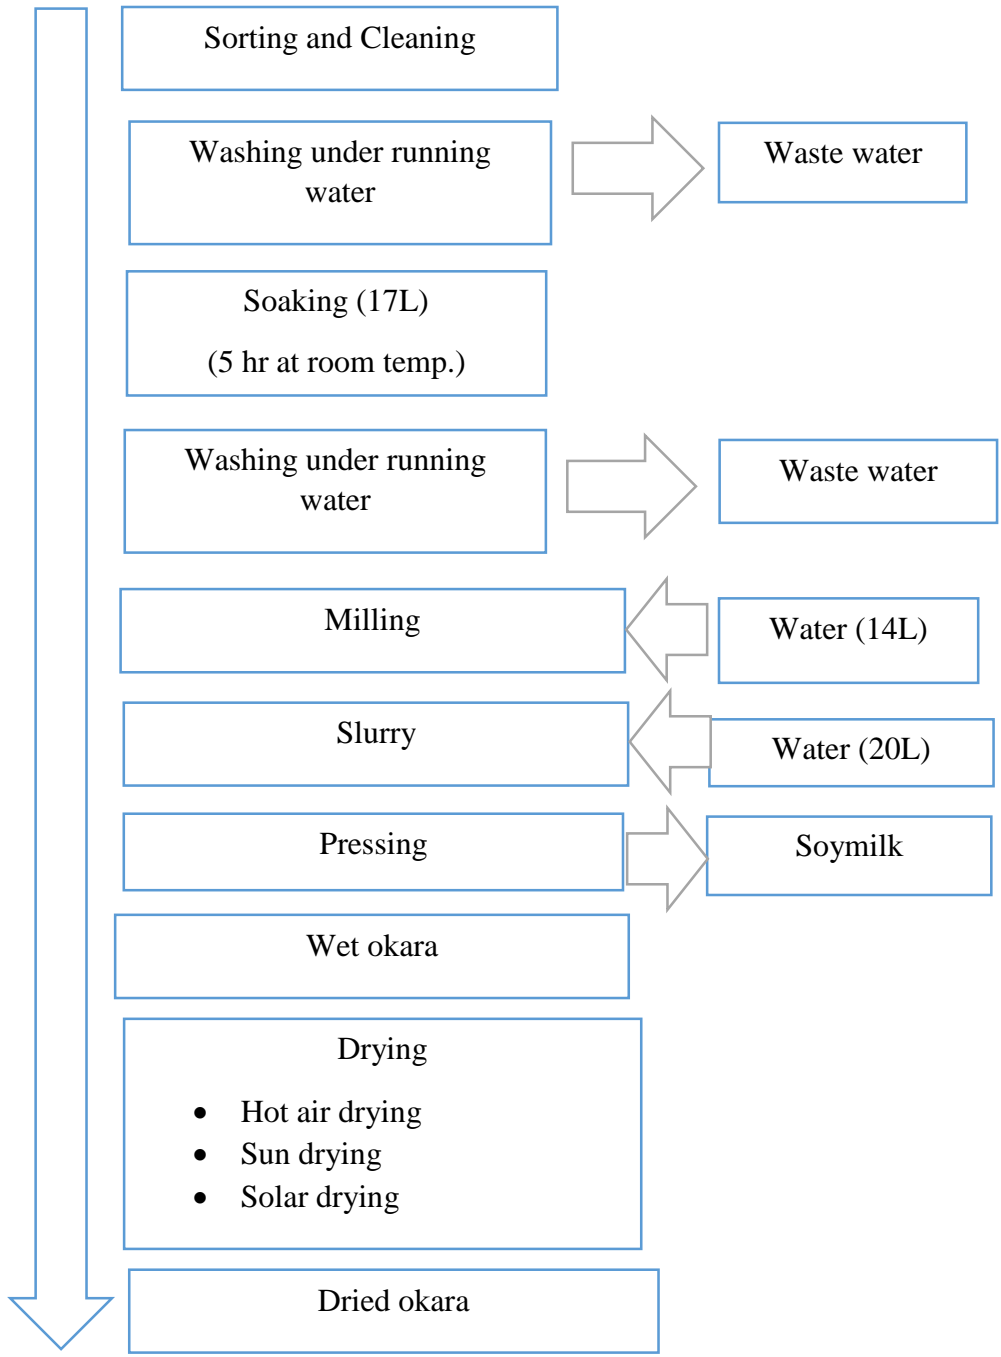 Sorting and Cleaning
Washing under running
water
Waste water
Soaking (17L)
(5 hr at room temp.)
Washing under running
water
Waste water
Milling
Water (14L)
Slurry
Water (20L)
Pressing
Soymilk
Wet okara
Drying
• Hot air drying
• Sun drying
• Solar drying
Dried okara